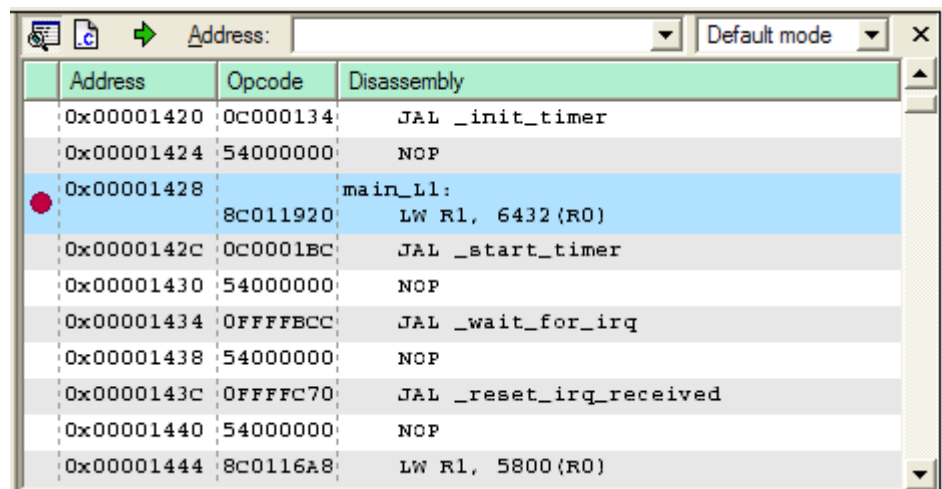 .c Address: Default mode
Address Opcode Disassembly
0x00001420 0C000134 JAL _init_timer
0x00001424 54000000 NOP
0x00001428 main_L1:
8C011920 LW R1, 6432(R0)
0x0000142C 0C0001BC JAL _start_timer
0x00001430 54000000 NOP
0x00001434 0FFFFBCC JAL _wait_for_irq
0x00001438 54000000 NOP
0x0000143C 0FFFFC70 JAL _reset_irq_received
0x00001440 54000000 NOP
0x00001444 8C0116A8 LW R1, 5800(R0)